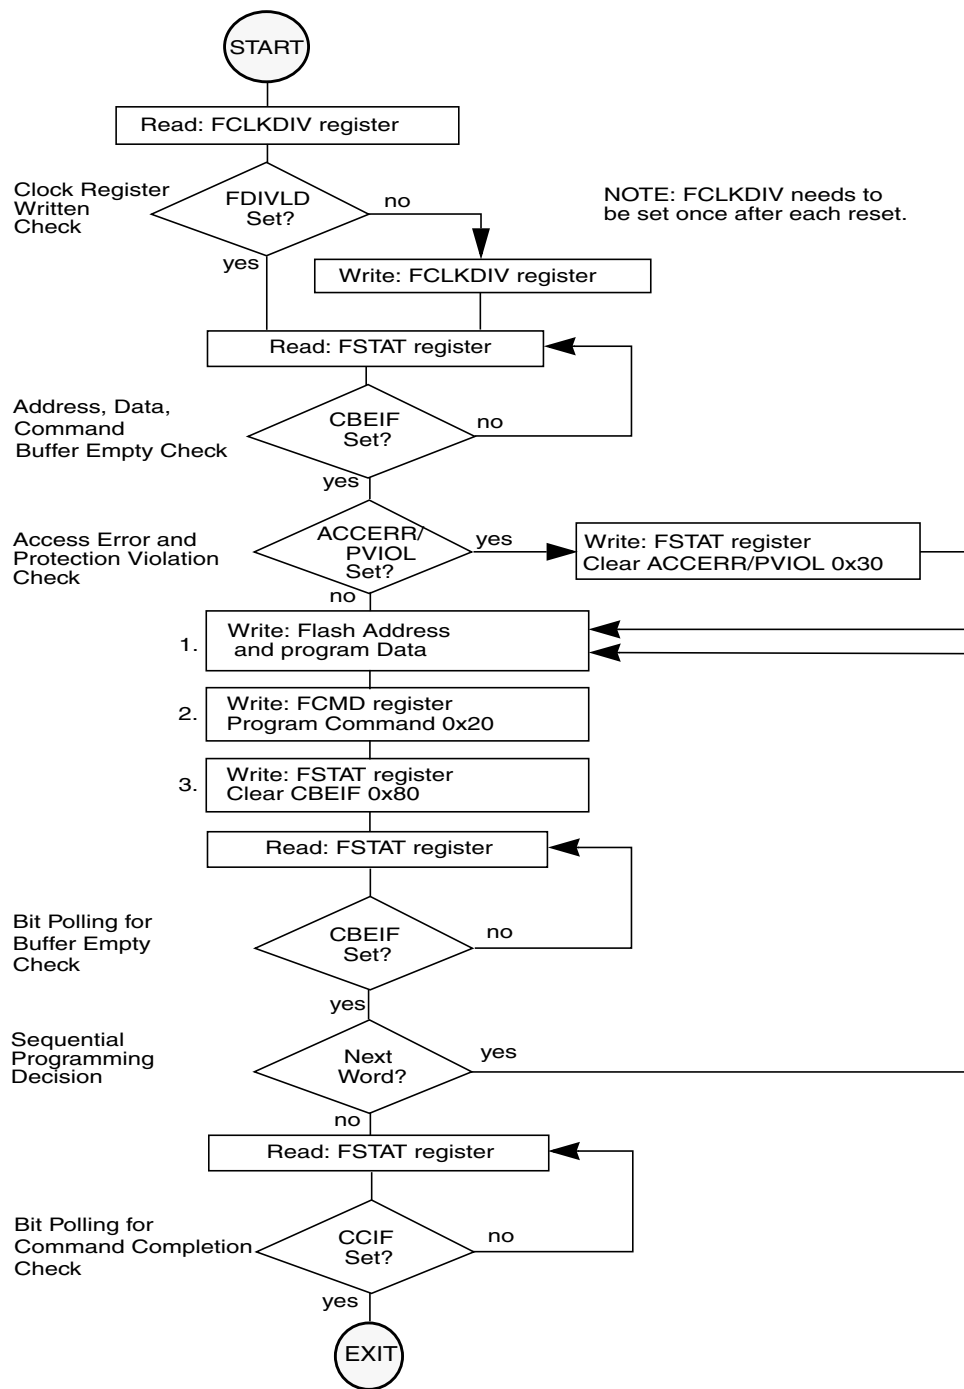 START
Read: FCLKDIV register
Clock Register
Written
Check
FDIVLD
Set?
no
yes
NOTE: FCLKDIV needs to
be set once after each reset.
Write: FCLKDIV register
Read: FSTAT register
Address, Data,
Command
Buffer Empty Check
CBEIF
Set?
no
yes
Access Error and
Protection Violation
Check
ACCERR/
PVIOL
Set?
yes
no
Write: FSTAT register
Clear ACCERR/PVIOL 0x30
1.
Write: Flash Address
and program Data
2.
Write: FCMD register
Program Command 0x20
3.
Write: FSTAT register
Clear CBEIF 0x80
Read: FSTAT register
Bit Polling for
Buffer Empty
Check
CBEIF
Set?
no
yes
Sequential
Programming
Decision
Next
Word?
yes
no
Read: FSTAT register
Bit Polling for
Command Completion
Check
CCIF
Set?
no
yes
EXIT